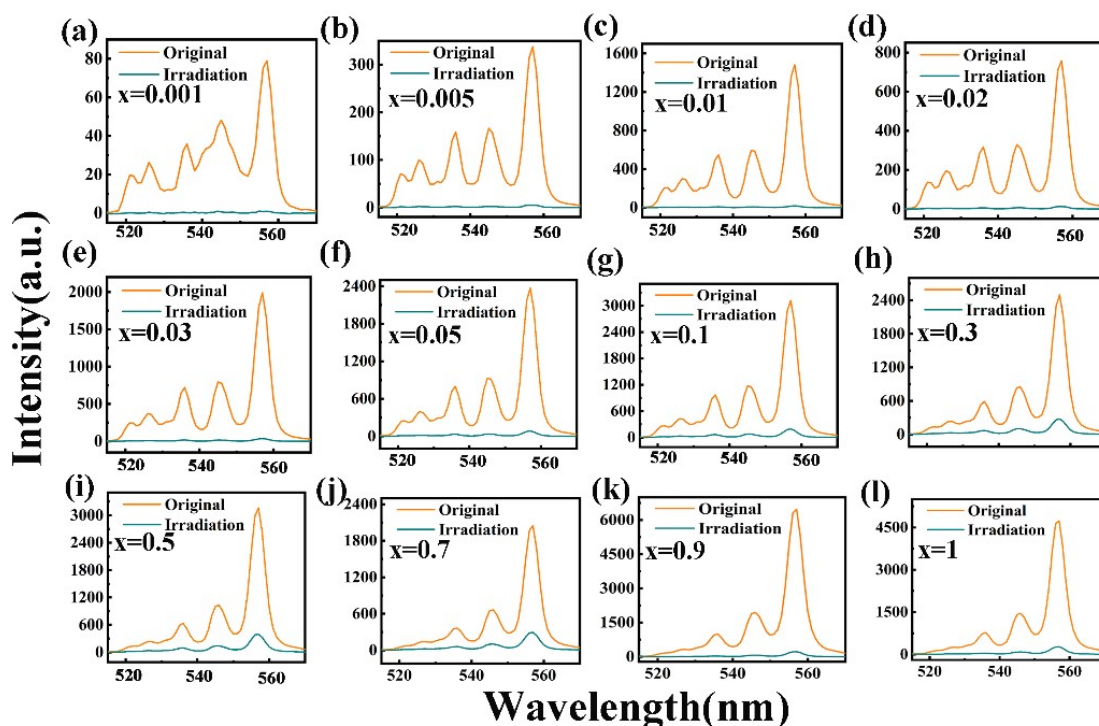 (a)
Original
Irradiation
x=0.001
80
60
40
20
0
520
540
560
(b)
Original
Irradiation
x=0.005
300
200
100
0
520
540
560
(c)
Original
Irradiation
x=0.01
1600
1200
800
400
0
520
540
560
(d)
Original
Irradiation
x=0.02
800
600
400
200
0
520
540
560
(e)
Original
Irradiation
x=0.03
2000
1500
1000
500
0
520
540
560
(f)
Original
Irradiation
x=0.05
2400
1800
1200
600
0
520
540
560
(g)
Original
Irradiation
x=0.1
3000
2400
1800
1200
600
0
520
540
560
(h)
Original
Irradiation
x=0.3
2400
1800
1200
600
0
(i)
Original
Irradiation
x=0.5
3000
2400
1800
1200
600
0
520
540
560
(j)
Original
Irradiation
x=0.7
2400
1800
1200
600
0
520
540
560
(k)
Original
Irradiation
x=0.9
6000
4500
3000
1500
0
520
540
560
(l)
Original
Irradiation
x=1
4500
3000
1500
0
520
540
560
Intensity(a.u.)
Wavelength(nm)